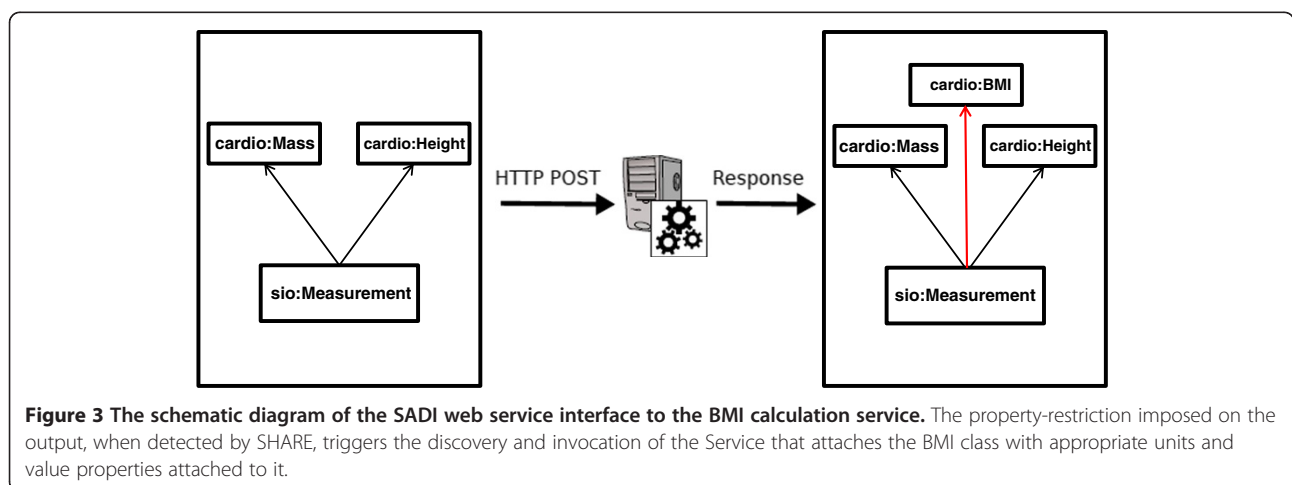 cardio:BMI
cardio:Mass
cardio:Height
cardio:Mass
cardio:Height
HTTP POST
Response
sio:Measurement
sio:Measurement
Figure 3 The schematic diagram of the SADI web service interface to the BMI calculation service. The property-restriction imposed on the
output, when detected by SHARE, triggers the discovery and invocation of the Service that attaches the BMI class with appropriate units and
value properties attached to it.